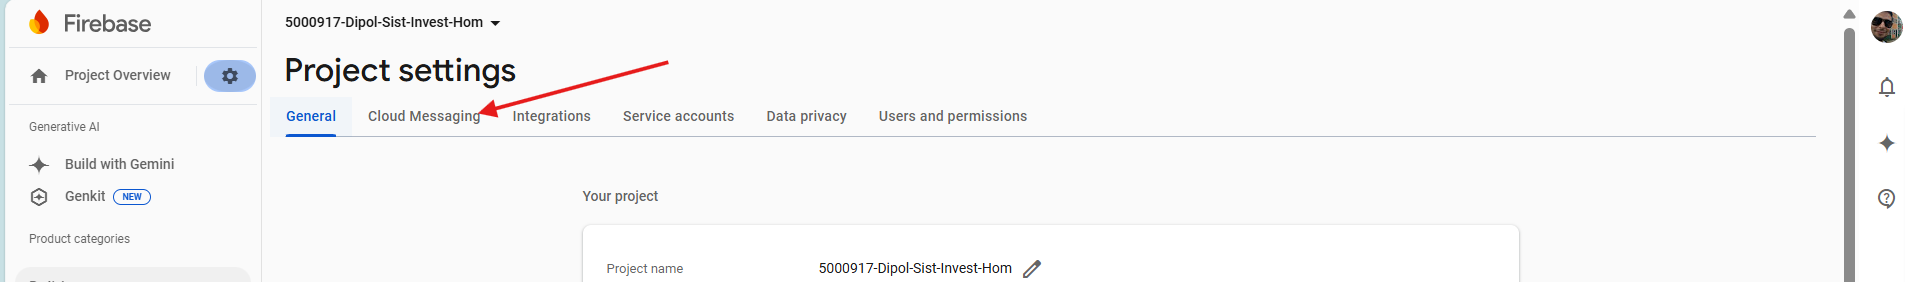 Firebase
5000917-Dipol-Sist-Invest-Hom
Project Overview
Project settings
General Cloud Messaging Integrations Service accounts Data privacy Users and permissions
Generative AI
Build with Gemini
Genkit NEW
Product categories
Your project
Project name 5000917-Dipol-Sist-Invest-Hom